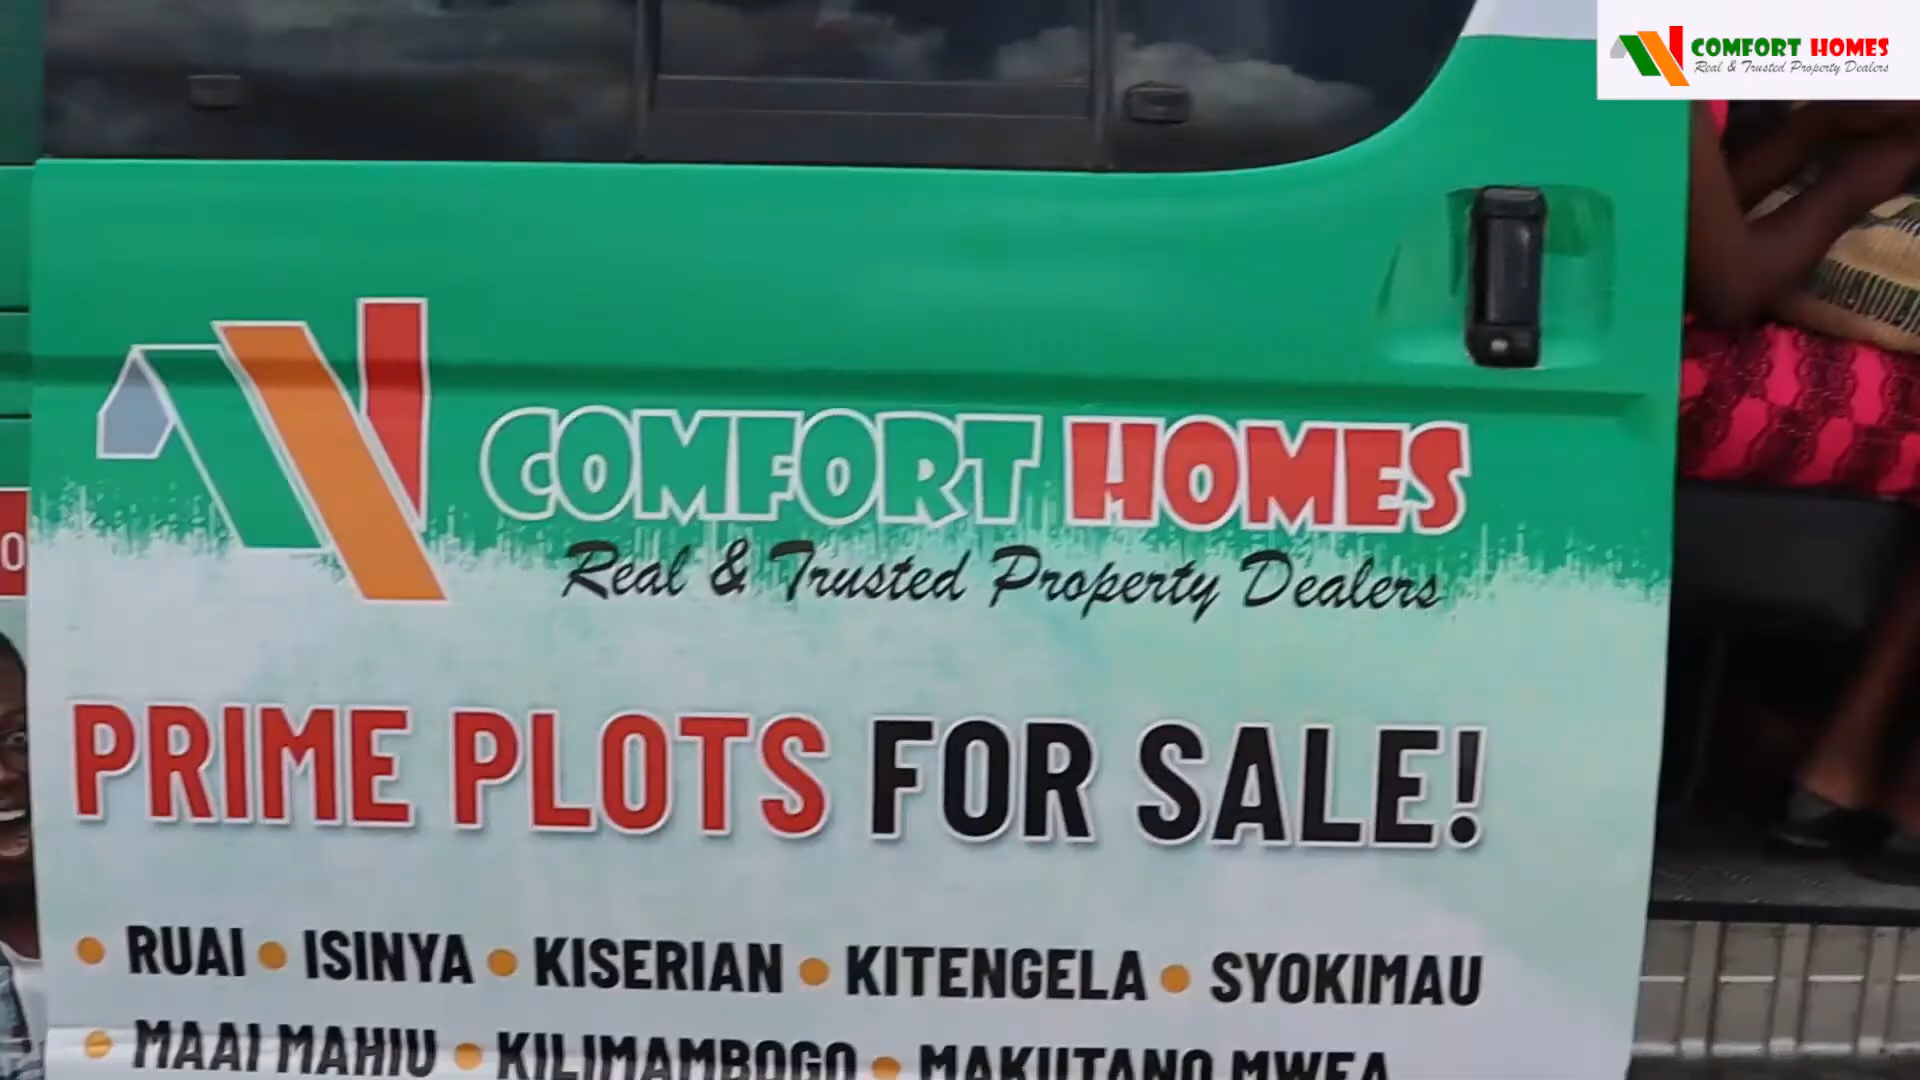 COMFORT HOMES
Real & Trusted Property Dealers
COMFORT HOMES
Real & Trusted Property Dealers
PRIME PLOTS FOR SALE!
• RUAI • ISINYA • KISERIAN • KITENGELA • SYOKIMAU
• MAAI MAHIU • KILIMAMBOGO • MAKUTANO MWEA